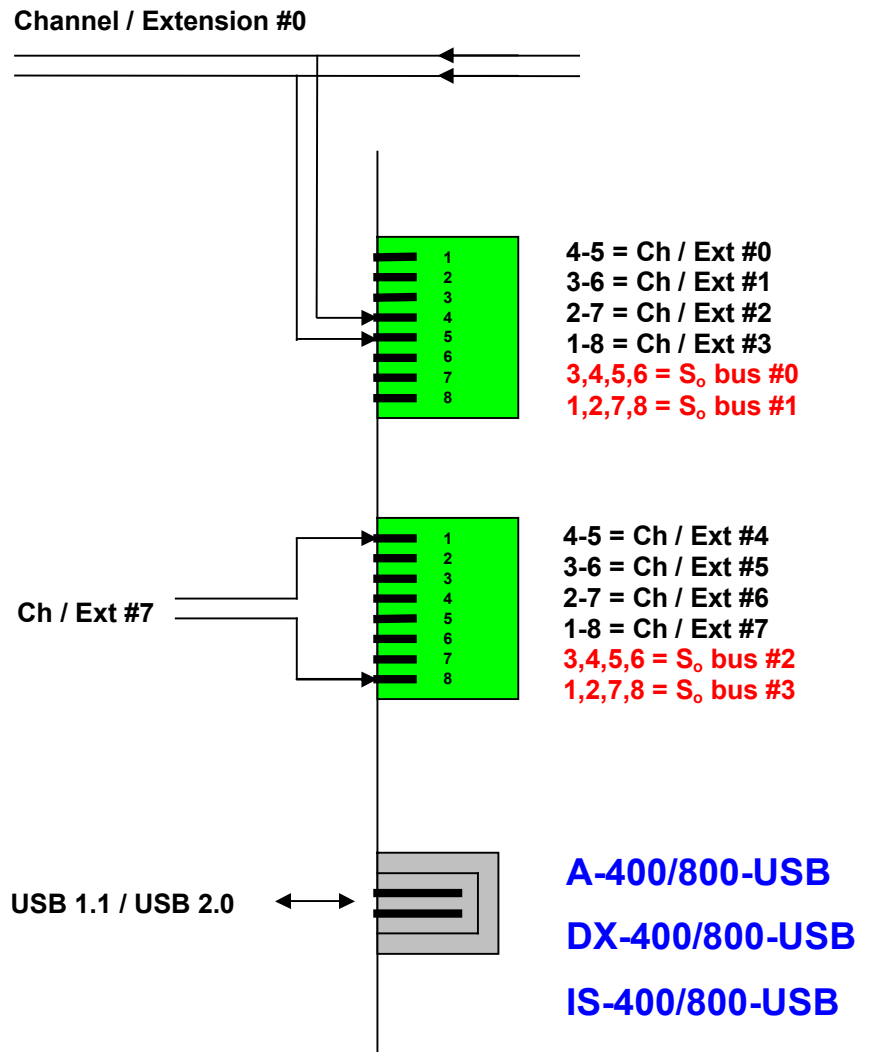 Channel / Extension #0
1
2
3
4
5
6
7
8
4-5 = Ch / Ext #0
3-6 = Ch / Ext #1
2-7 = Ch / Ext #2
1-8 = Ch / Ext #3
3,4,5,6 = So bus #0
1,2,7,8 = So bus #1
Ch / Ext #7
1
2
3
4
5
6
7
8
4-5 = Ch / Ext #4
3-6 = Ch / Ext #5
2-7 = Ch / Ext #6
1-8 = Ch / Ext #7
3,4,5,6 = So bus #2
1,2,7,8 = So bus #3
USB 1.1 / USB 2.0
A-400/800-USB
DX-400/800-USB
IS-400/800-USB